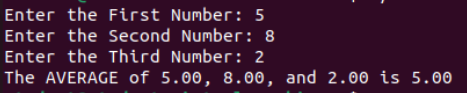 Enter the First Number: 5
Enter the Second Number: 8
Enter the Third Number: 2
The AVERAGE of 5.00, 8.00, and 2.00 is 5.00